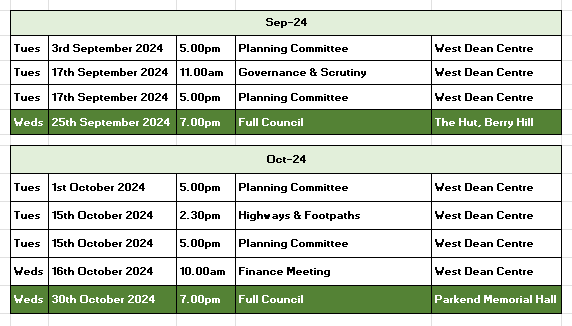 Sep-24
Tues 3rd September 2024 5.00pm Planning Committee West Dean Centre
Tues 17th September 2024 11.00am Governance & Scrutiny West Dean Centre
Tues 17th September 2024 5.00pm Planning Committee West Dean Centre
Weds 25th September 2024 7.00pm Full Council The Hut, Berry Hill
Oct-24
Tues 1st October 2024 5.00pm Planning Committee West Dean Centre
Tues 15th October 2024 2.30pm Highways & Footpaths West Dean Centre
Tues 15th October 2024 5.00pm Planning Committee West Dean Centre
Weds 16th October 2024 10.00am Finance Meeting West Dean Centre
Weds 30th October 2024 7.00pm Full Council Parkend Memorial Hall